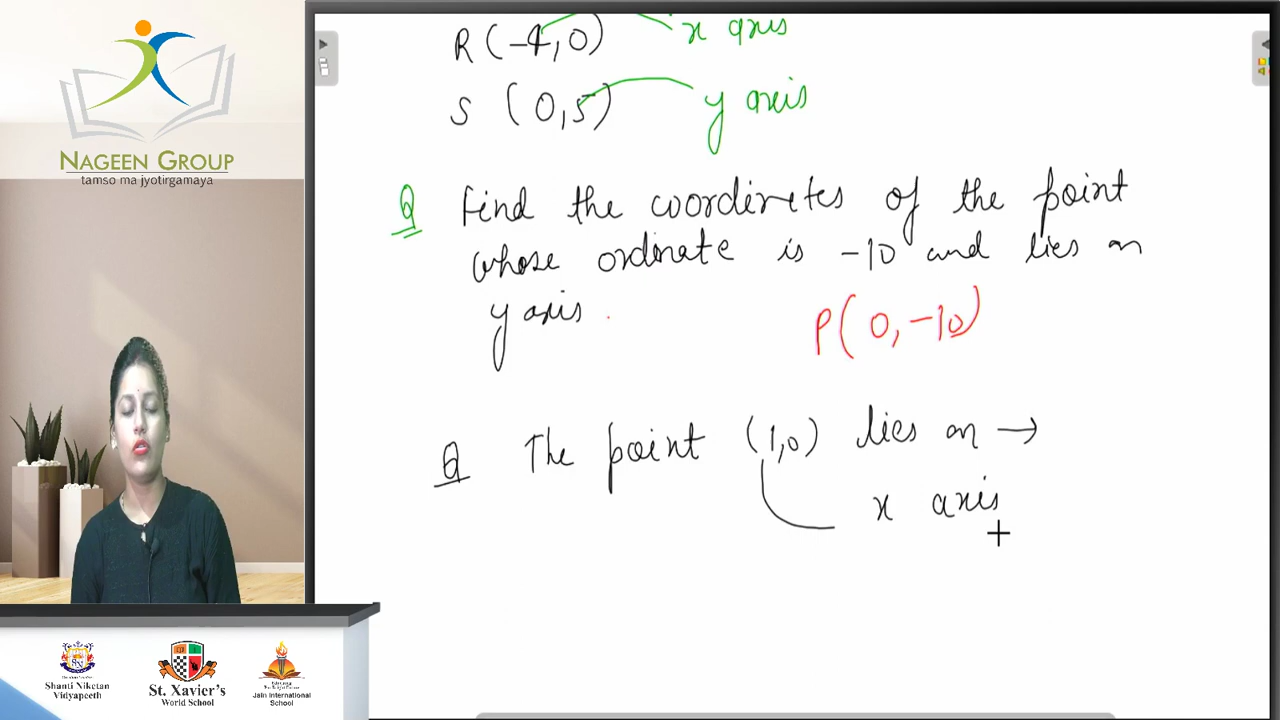 R (-4,0) x axis
S (0,5) y axis
NAGEEN GROUP
tamso ma jyotirgamaya
Q Find the coordinetes of the point
whose ordinate is -10 and lies on
y axis. P(0,-10)
Q The point (1,0) lies on →
x axis
Shanti Niketan
Vidyapeeth
St. Xavier's
World School
Jain International
School